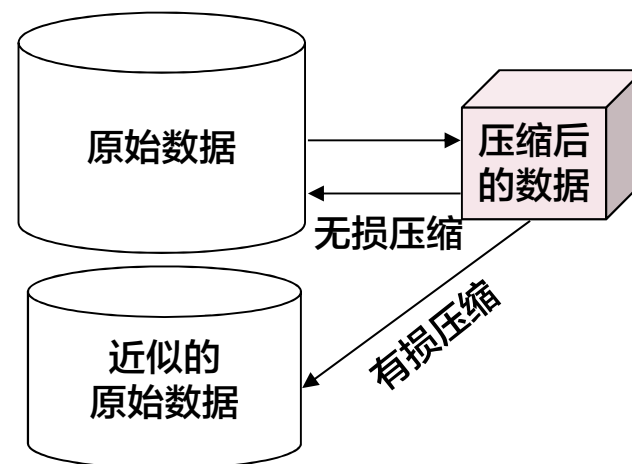 原始数据
压缩后
的数据
无损压缩
有损压缩
近似的
原始数据